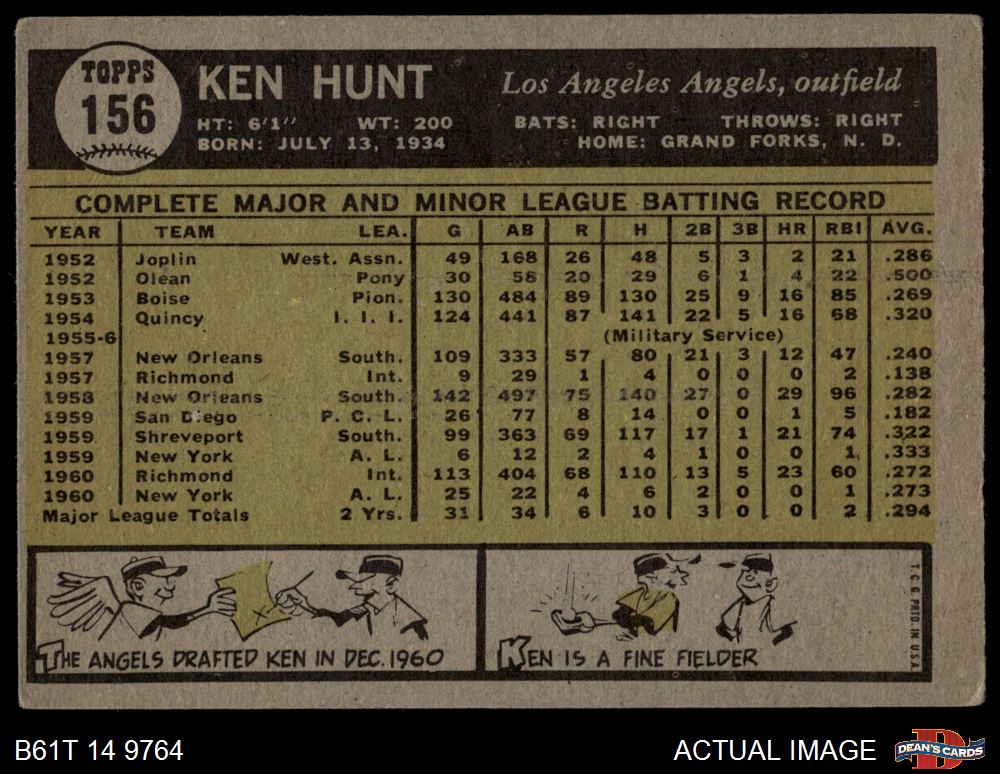 TOPPS
156
KEN HUNT
Los Angeles Angels, outfield
HT: 6'1" WT: 200 BATS: RIGHT THROWS: RIGHT
BORN: JULY 13, 1934 HOME: GRAND FORKS, N. D.
COMPLETE MAJOR AND MINOR LEAGUE BATTING RECORD
YEAR TEAM LEA. G AB R H 2B 3B HR RBI AVG.
1952 Joplin West. Assn. 49 168 26 48 5 3 2 21 .286
1952 Olean Pony 30 58 20 29 6 1 4 22 .500
1953 Boise Pion. 130 484 89 130 25 9 16 85 .269
1954 Quincy I. I. I. 124 441 87 141 22 5 16 68 .320
1955-6 (Military Service)
1957 New Orleans South. 109 333 57 80 21 3 12 47 .240
1957 Richmond Int. 9 29 1 4 0 0 0 2 .138
1958 New Orleans South. 142 497 75 140 27 0 29 96 .282
1959 San Diego P. C. L. 26 77 8 14 0 0 1 5 .182
1959 Shreveport South. 99 363 69 117 17 1 21 74 .322
1959 New York A. L. 6 12 2 4 1 0 0 1 .333
1960 Richmond Int. 113 404 68 110 13 5 23 60 .272
1960 New York A. L. 25 22 4 6 2 0 0 1 .273
Major League Totals 2 Yrs. 31 34 6 10 3 0 0 2 .294
THE ANGELS DRAFTED KEN IN DEC. 1960
KEN IS A FINE FIELDER
T. C. G. PRTD. IN U.S.A.
B61T 14 9764
ACTUAL IMAGE
D
DEAN'S CARDS